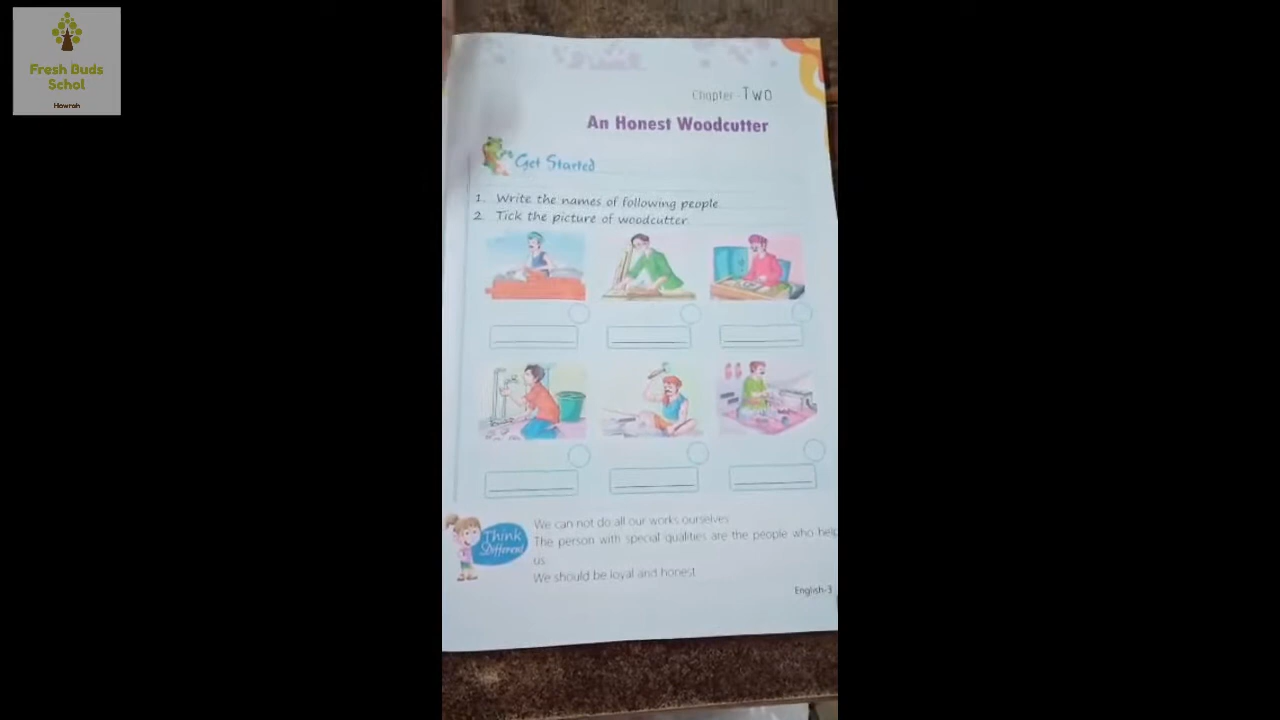 Fresh Buds
Schol
Howrah
Chapter - Two
An Honest Woodcutter
Get Started
1. Write the names of following people
2. Tick the picture of woodcutter.
Think
Different
We can not do all our works ourselves
The person with special qualities are the people who help
us.
We should be loyal and honest
English-3